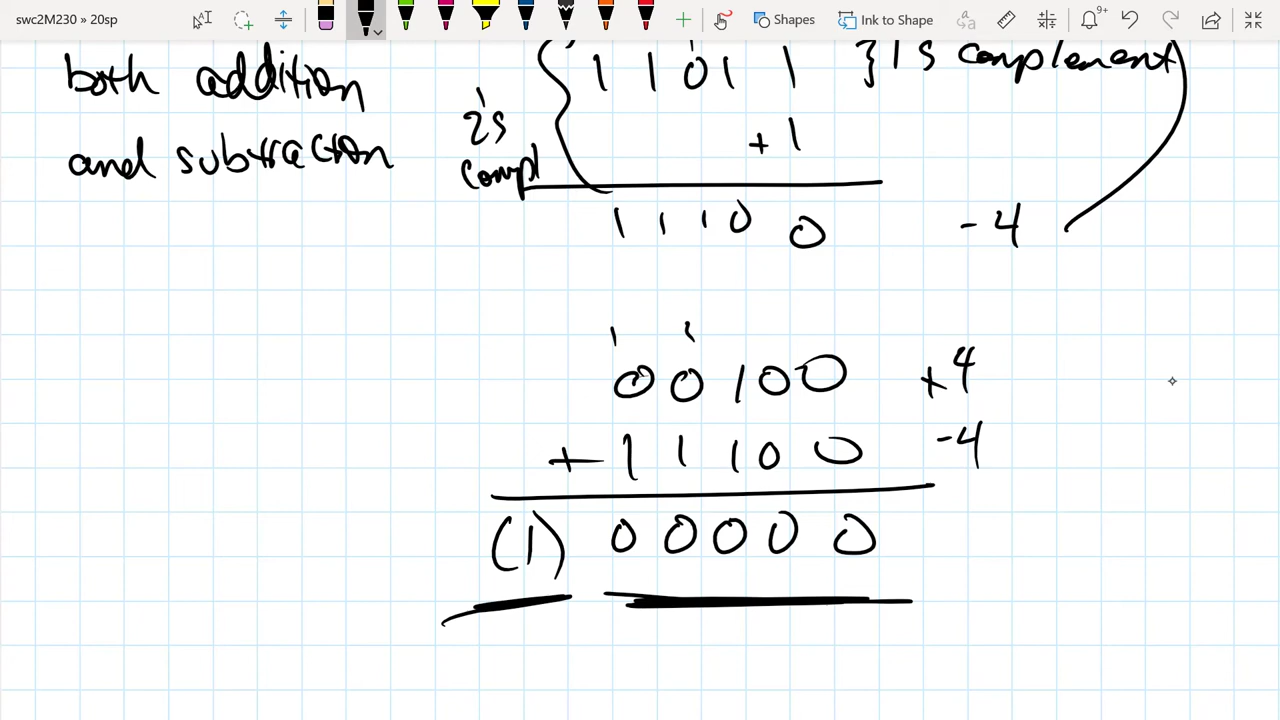 swc2M230 » 20sp
Shapes
Ink to Shape
9+
both addition
and subtraction
1 1 0 1 1 } 1's complement
2's
compl
+ 1
1 1 1 0 0 -4
1 1
0 0 1 0 0 +4
+ 1 1 1 0 0 -4
(1) 0 0 0 0 0